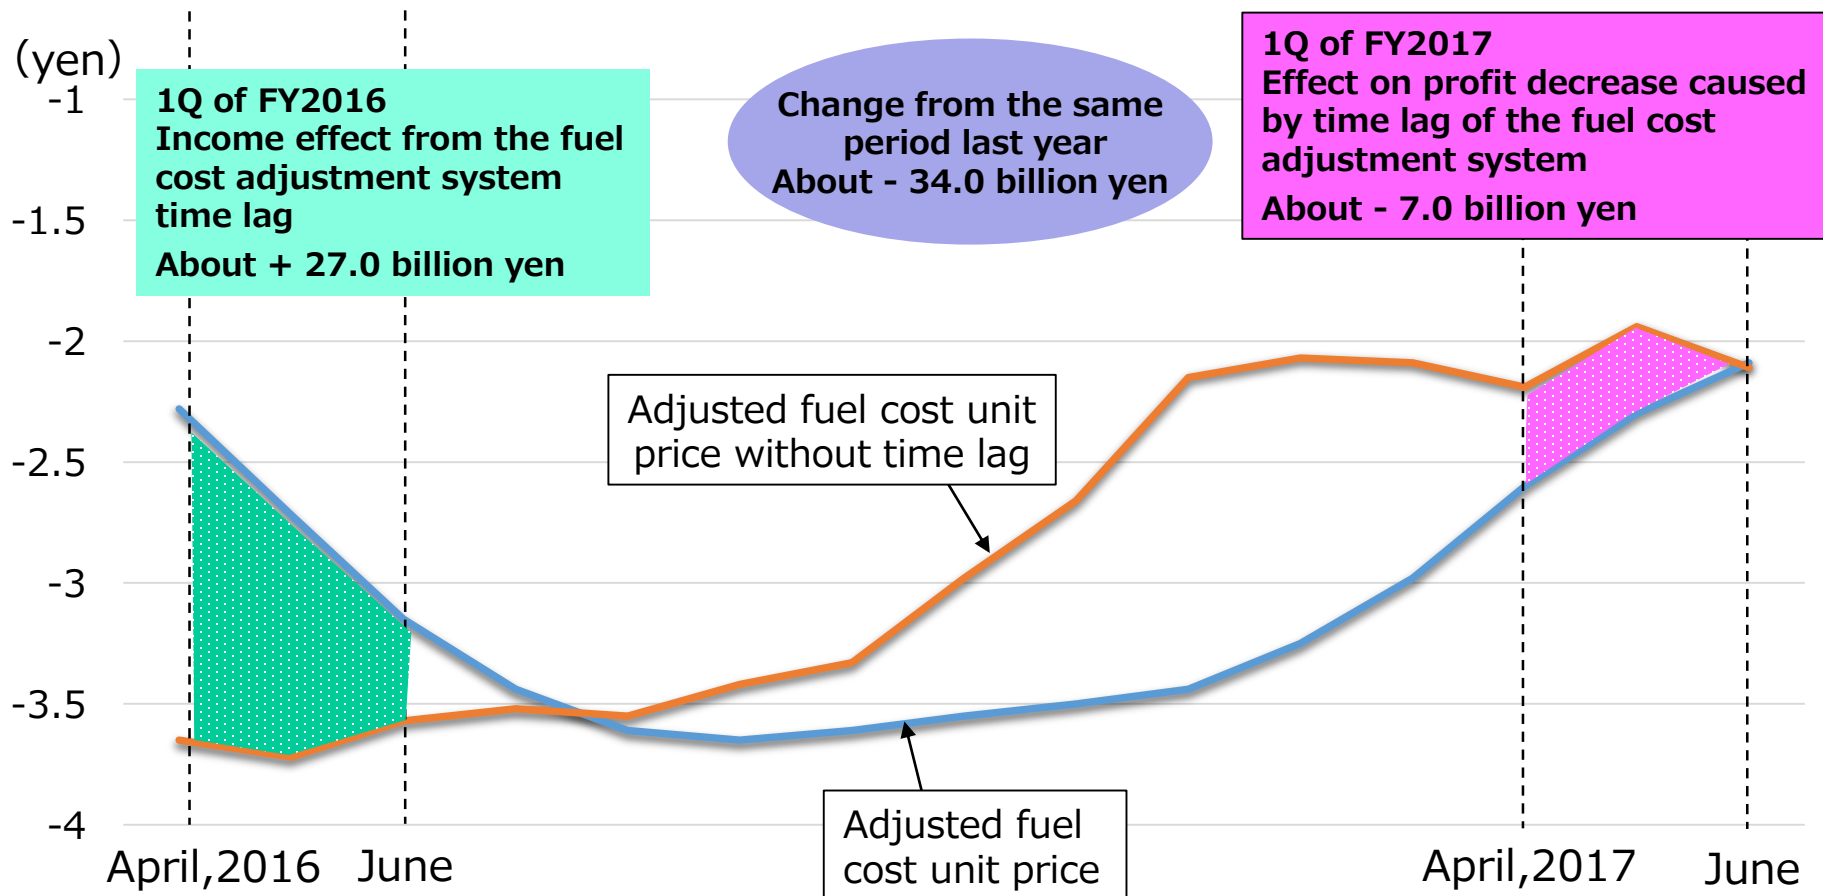 (yen)
-1
-1.5
-2
-2.5
-3
-3.5
-4
1Q of FY2016
Income effect from the fuel
cost adjustment system
time lag
About + 27.0 billion yen
Change from the same
period last year
About - 34.0 billion yen
1Q of FY2017
Effect on profit decrease caused
by time lag of the fuel cost
adjustment system
About - 7.0 billion yen
Adjusted fuel cost unit
price without time lag
Adjusted fuel
cost unit price
April,2016
June
April,2017
June